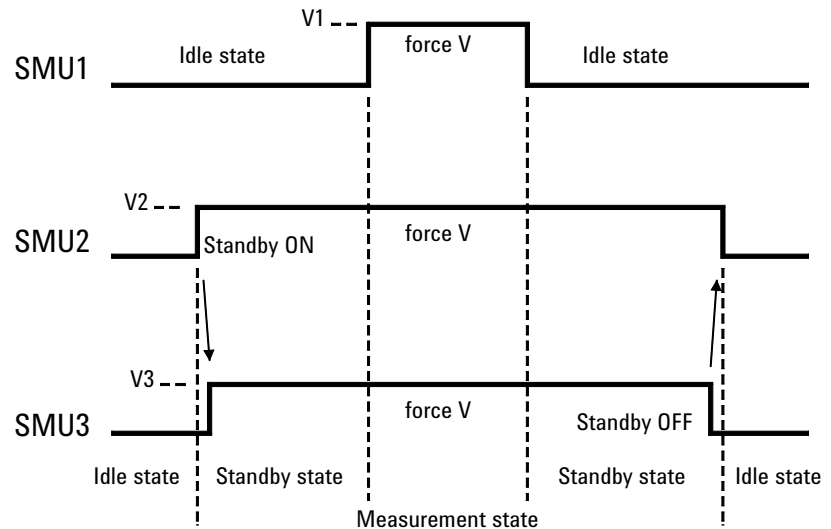 V1
Idle state
force V
Idle state
SMU1
V2
SMU2
Standby ON
force V
V3
SMU3
force V
Standby OFF
Idle state
Standby state
Standby state
Idle state
Measurement state